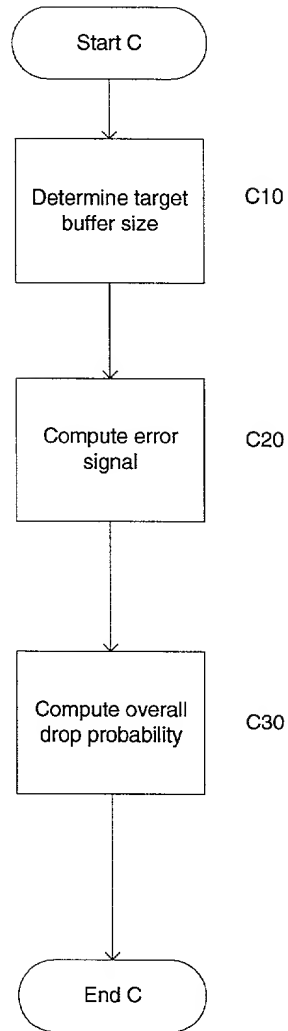 Start C
Determine target
buffer size
C10
Compute error
signal
C20
Compute overall
drop probability
C30
End C